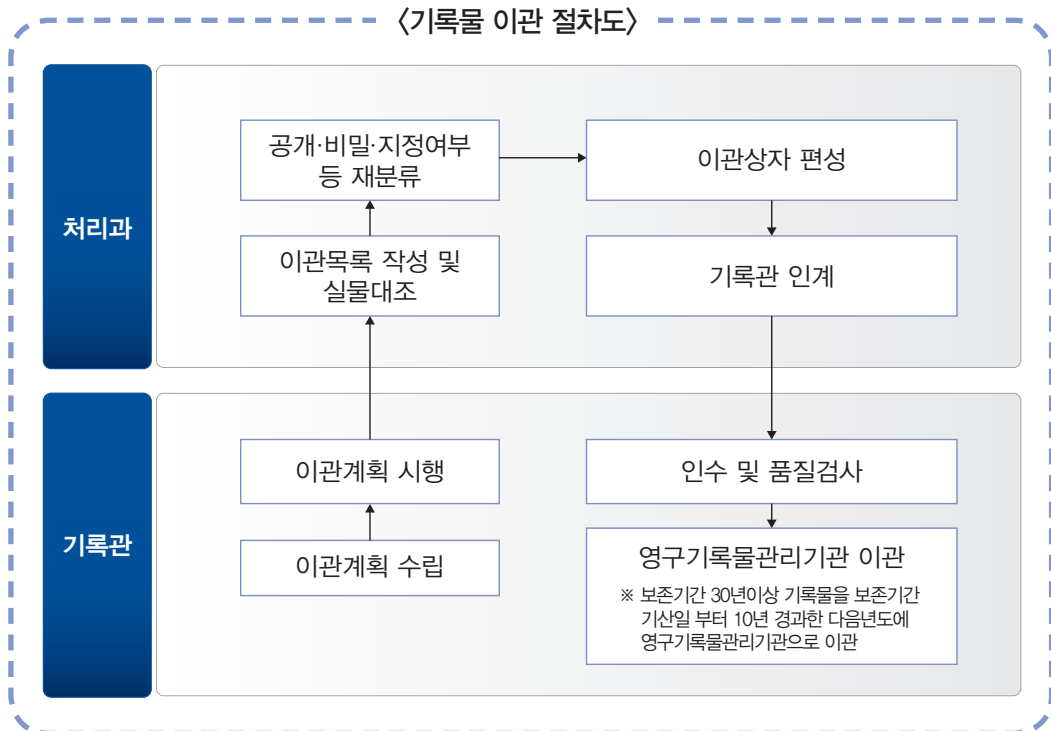 〈기록물 이관 절차도〉
처리과
공개·비밀·지정여부
등 재분류
이관상자 편성
이관목록 작성 및
실물대조
기록관 인계
기록관
이관계획 시행
인수 및 품질검사
이관계획 수립
영구기록물관리기관 이관
※ 보존기간 30년이상 기록물을 보존기간
기산일 부터 10년 경과한 다음년도에
영구기록물관리기관으로 이관